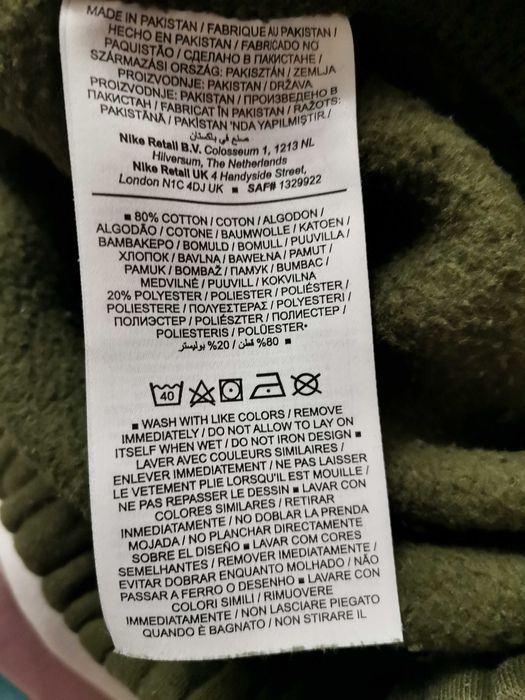 MADE IN PAKISTAN / FABRIQUE AU PAKISTAN /
HECHO EN PAKISTAN / FABRICADO NO
PAQUISTÃO / СДЕЛАНО В ПАКИСТАНЕ /
SZÁRMAZÁSI ORSZÁG: PAKISZTÁN / ZEMLJA
PROIZVODNJE: PAKISTAN / DRŽAVA
PROIZVODNJE: PAKISTAN / ПРОИЗВЕДЕНО В
ПАКИСТАН / FABRICAT ÎN PAKISTAN / RAŽOTS:
PAKISTĀNĀ / PAKİSTAN 'NDA YAPILMIŞTIR /
صنع في باكستان
Nike Retail B.V. Colosseum 1, 1213 NL
Hilversum, The Netherlands
Nike Retail UK 4 Handyside Street,
London N1C 4DJ UK ■ SAF# 1329922
■ 80% COTTON / COTON / ALGODON /
ALGODÃO / COTONE / BAUMWOLLE / KATOEN /
ΒΑΜΒΑΚΕΡΟ / BOMULD / BOMULL / PUUVILLA /
ХЛОПОК / BAVLNA / BAWEŁNA / PAMUT /
PAMUK / BOMBAŽ / ПАМУК / BUMBAC /
MEDVILNĖ / PUUVILL / KOKVILNA
20% POLYESTER / POLIESTER / POLIÉSTER /
POLIESTERE / ΠΟΛΥΕΣΤΕΡΑΣ / POLYESTERI /
ПОЛИЭСТЕР / POLIÉSZTER / ПОЛИЕСТЕР /
POLIESTERIS / POLÜESTER•
80% قطن / 20% بوليستر ■
40
■ WASH WITH LIKE COLORS / REMOVE
IMMEDIATELY / DO NOT ALLOW TO LAY ON
ITSELF WHEN WET / DO NOT IRON DESIGN ■
LAVER AVEC COULEURS SIMILAIRES /
ENLEVER IMMEDIATEMENT / NE PAS LAISSER
LE VETEMENT PLIE LORSQU'IL EST MOUILLE /
NE PAS REPASSER LE DESSIN ■ LAVAR CON
COLORES SIMILARES / RETIRAR
INMEDIATAMENTE / NO DOBLAR LA PRENDA
MOJADA / NO PLANCHAR DIRECTAMENTE
SOBRE EL DISEÑO ■ LAVAR COM CORES
SEMELHANTES / REMOVER IMEDIATAMENTE /
EVITAR DOBRAR ENQUANTO MOLHADO / NÃO
PASSAR A FERRO O DESENHO ■ LAVARE CON
COLORI SIMILI / RIMUOVERE
IMMEDIATAMENTE / NON LASCIARE PIEGATO
QUANDO È BAGNATO / NON STIRARE IL